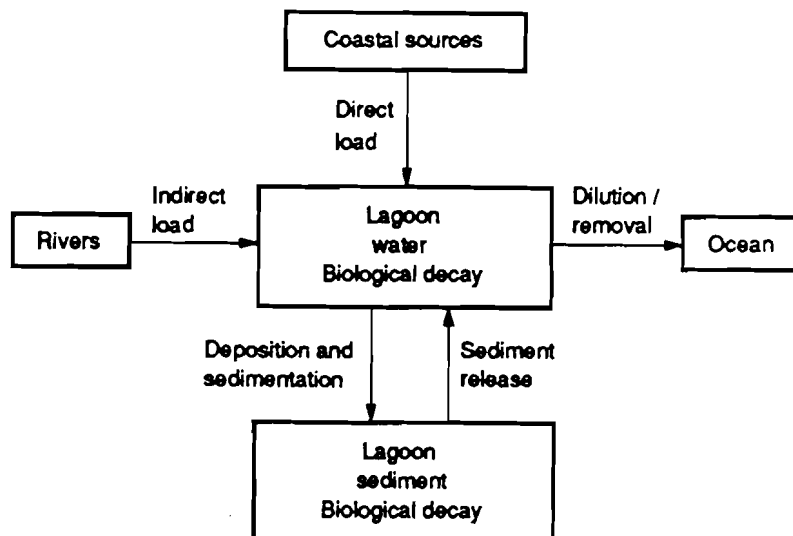 Coastal sources
Direct
load
Indirect
load
Rivers
Lagoon
water
Biological decay
Dilution /
removal
Ocean
Deposition and
sedimentation
Sediment
release
Lagoon
sediment
Biological decay